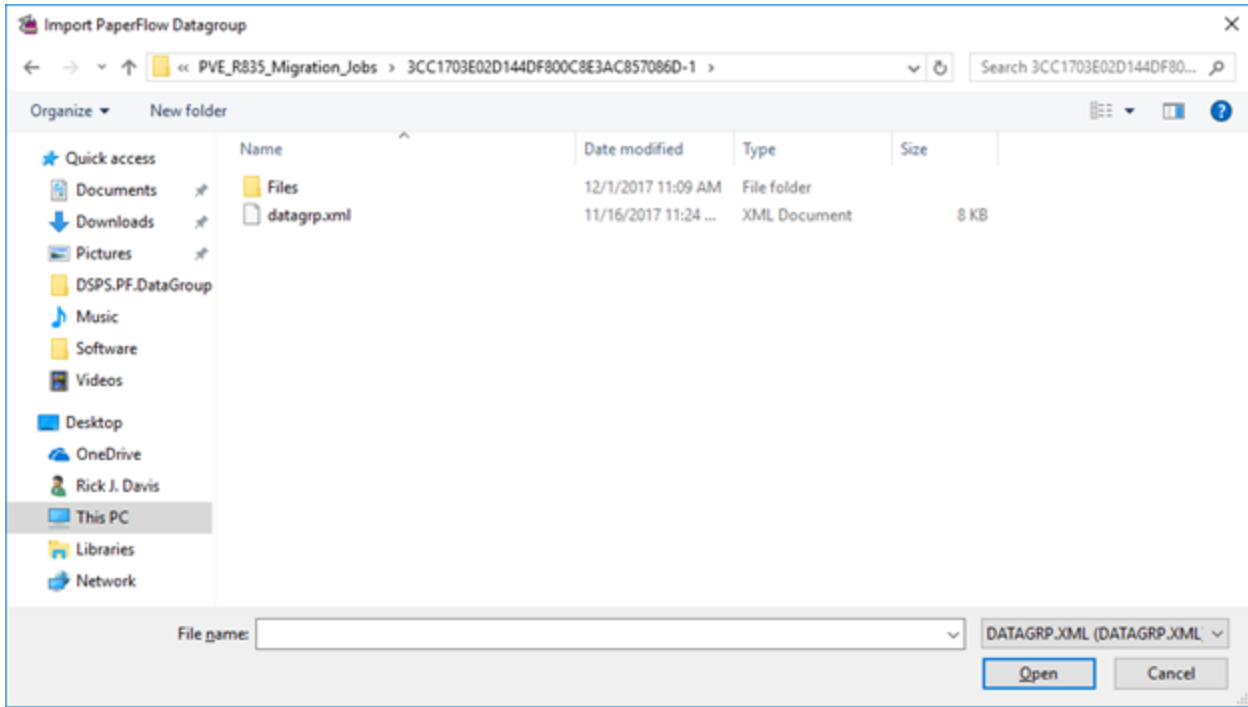 Import PaperFlow Datagroup
« PVE_R835_Migration_Jobs > 3CC1703E02D144DF800C8E3AC857086D-1 >
Search 3CC1703E02D144DF80...
Organize
New folder
?
Name
Date modified
Type
Size
Quick access
Files
12/1/2017 11:09 AM
File folder
Documents
datagrp.xml
11/16/2017 11:24 ...
XML Document
8 KB
Downloads
Pictures
DSPS.PF.DataGroup
Music
Software
Videos
Desktop
OneDrive
Rick J. Davis
This PC
Libraries
Network
File name:
DATAGRP.XML (DATAGRP.XML)
Open
Cancel